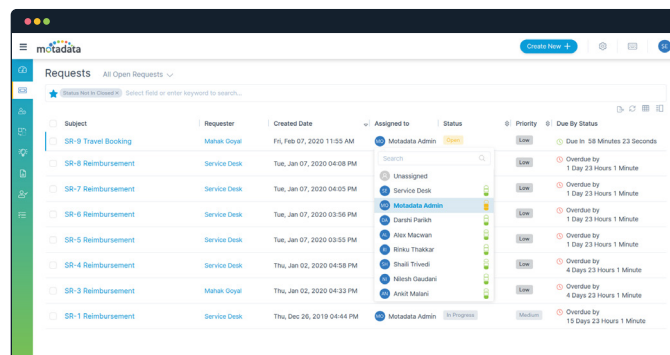 motadata
Create New +
SE
Requests All Open Requests
Status Not In Closed × Select field or enter keyword to search...
Subject Requester Created Date Assigned to Status Priority Due By Status
SR-9 Travel Booking Mahak Goyal Fri, Feb 07, 2020 11:55 AM MO Motadata Admin Open Low Due In 58 Minutes 23 Seconds
Search
SR-8 Reimbursement Service Desk Tue, Jan 07, 2020 04:08 PM Low Overdue by
1 Day 23 Hours 1 Minute
Unassigned
SR-7 Reimbursement Service Desk Tue, Jan 07, 2020 04:05 PM Low Overdue by
1 Day 23 Hours 1 Minute
SE Service Desk
MO Motadata Admin
SR-6 Reimbursement Service Desk Tue, Jan 07, 2020 03:56 PM Low Overdue by
1 Day 23 Hours 1 Minute
DA Darshi Parikh
AL Alex Macwan
SR-5 Reimbursement Service Desk Tue, Jan 07, 2020 03:55 PM Low Overdue by
1 Day 23 Hours 1 Minute
RI Rinku Thakkar
SR-4 Reimbursement Service Desk Thu, Jan 02, 2020 04:58 PM Low Overdue by
4 Days 23 Hours 1 Minute
SH Shaili Trivedi
NI Nilesh Gaudani
SR-3 Reimbursement Mahak Goyal Thu, Jan 02, 2020 04:33 PM Low Overdue by
4 Days 23 Hours 1 Minute
AN Ankit Malani
SR-1 Reimbursement Service Desk Thu, Dec 26, 2019 04:44 PM MO Motadata Admin In Progress Medium Overdue by
15 Days 23 Hours 1 Minute